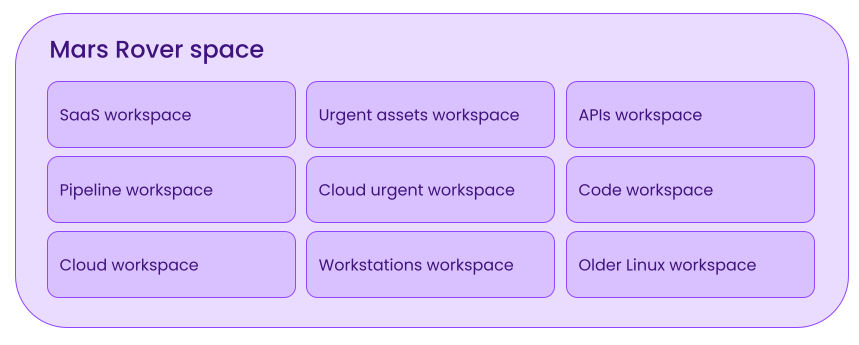 Mars Rover space
SaaS workspace
Urgent assets workspace
APIs workspace
Pipeline workspace
Cloud urgent workspace
Code workspace
Cloud workspace
Workstations workspace
Older Linux workspace